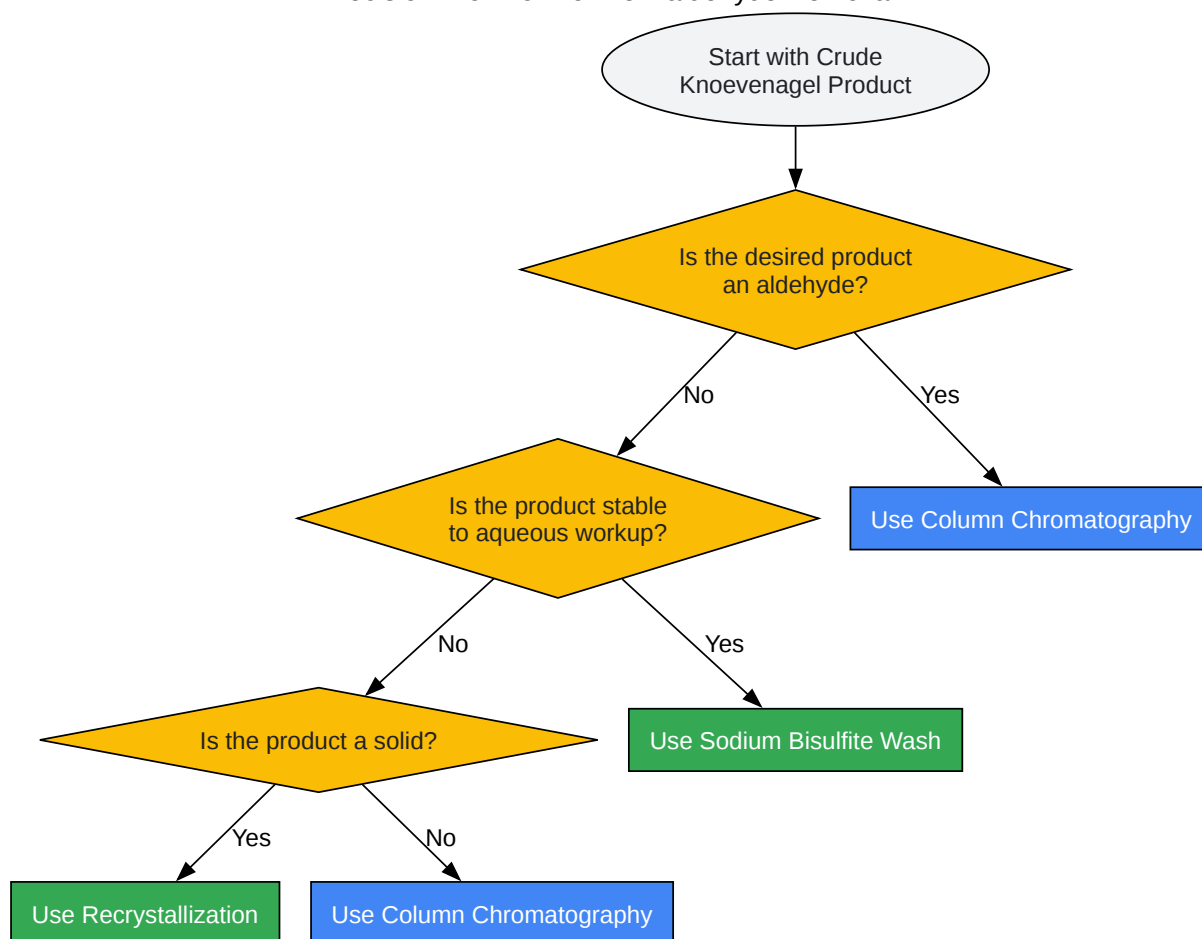 Start with Crude
Knoevenagel Product
Is the desired product
an aldehyde?
No
Yes
Is the product stable
to aqueous workup?
Use Column Chromatography
No
Yes
Is the product a solid?
Use Sodium Bisulfite Wash
Yes
No
Use Recrystallization
Use Column Chromatography